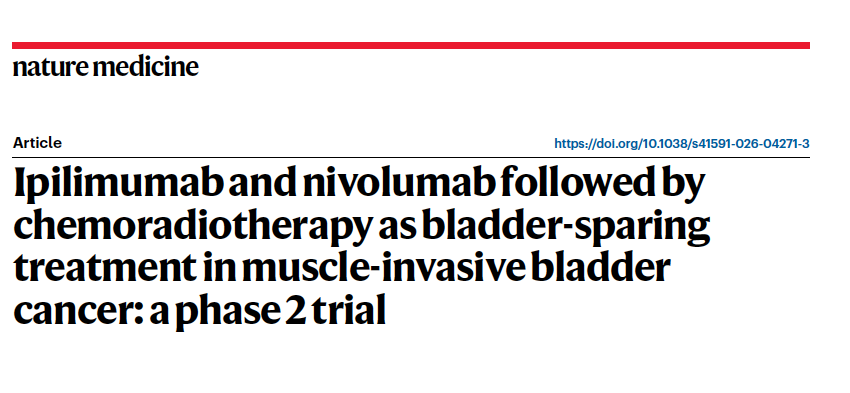 nature medicine
Article
https://doi.org/10.1038/s41591-026-04271-3
Ipilimumab and nivolumab followed by
chemoradiotherapy as bladder-sparing
treatment in muscle-invasive bladder
cancer: a phase 2 trial